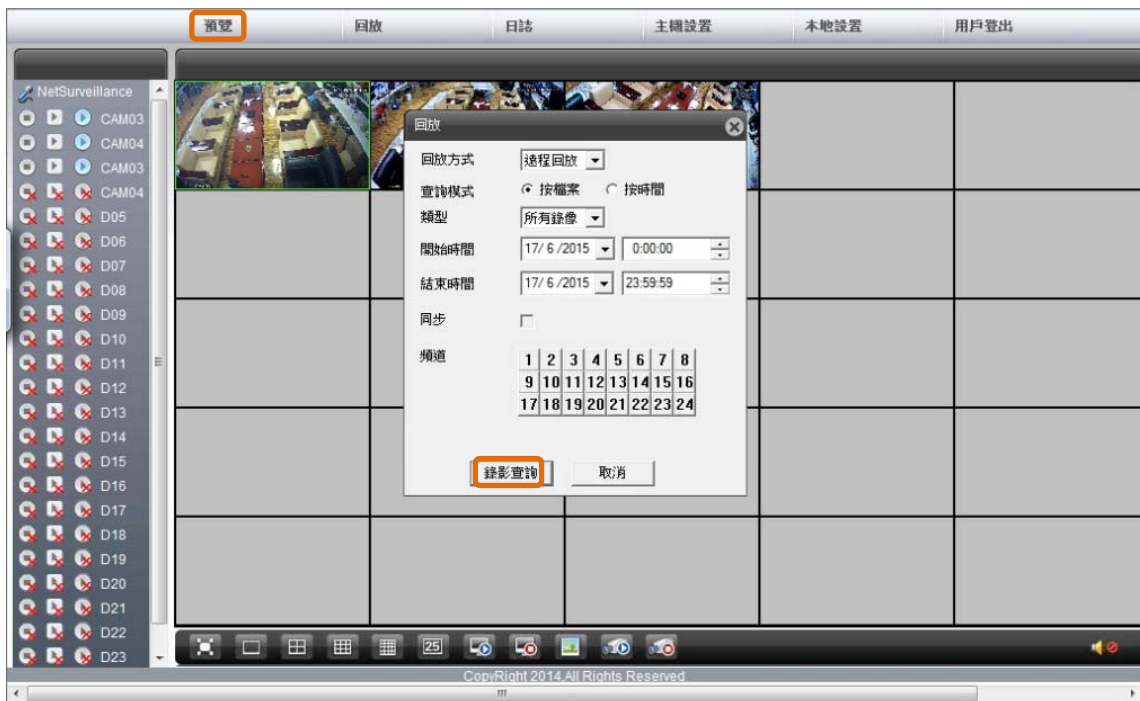 預覽 回放 日誌 主機設置 本地設置 用戶登出
NetSurveillance
CAM03
CAM04
CAM03
CAM04
D05
D06
D07
D08
D09
D10
D11
D12
D13
D14
D15
D16
D17
D18
D19
D20
D21
D22
D23
回放
回放方式 遠程回放
查詢模式 按檔案 按時間
類型 所有錄像
開始時間 17/ 6 /2015 0:00:00
結束時間 17/ 6 /2015 23:59:59
同步
頻道 1 2 3 4 5 6 7 8
9 10 11 12 13 14 15 16
17 18 19 20 21 22 23 24
錄影查詢 取消
25
CopyRight 2014,All Rights Reserved